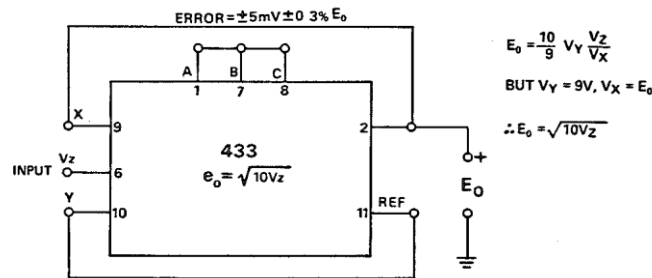 ERROR=±5mV±0 3% E₀
A B C
1 7 8
X
9
2
INPUT Vz 6
433
e₀= √10Vz
Y
10
REF
11
+
E₀
E₀ = 10/9 VY Vz/Vx
BUT VY = 9V, Vx = E₀
∴E₀ = √10Vz